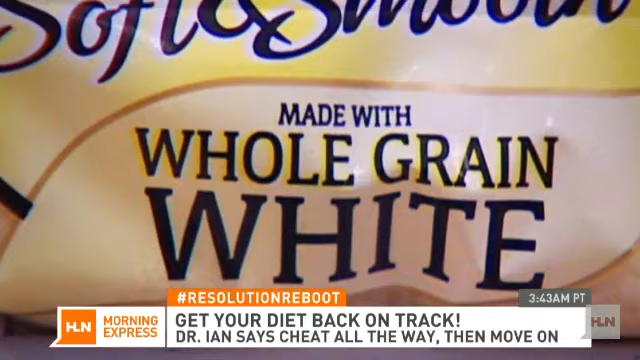 Soft & Smooth
MADE WITH
WHOLE GRAIN
WHITE
#RESOLUTIONREBOOT
3:43AM PT
HLN
MORNING
EXPRESS
GET YOUR DIET BACK ON TRACK!
DR. IAN SAYS CHEAT ALL THE WAY, THEN MOVE ON
HLN